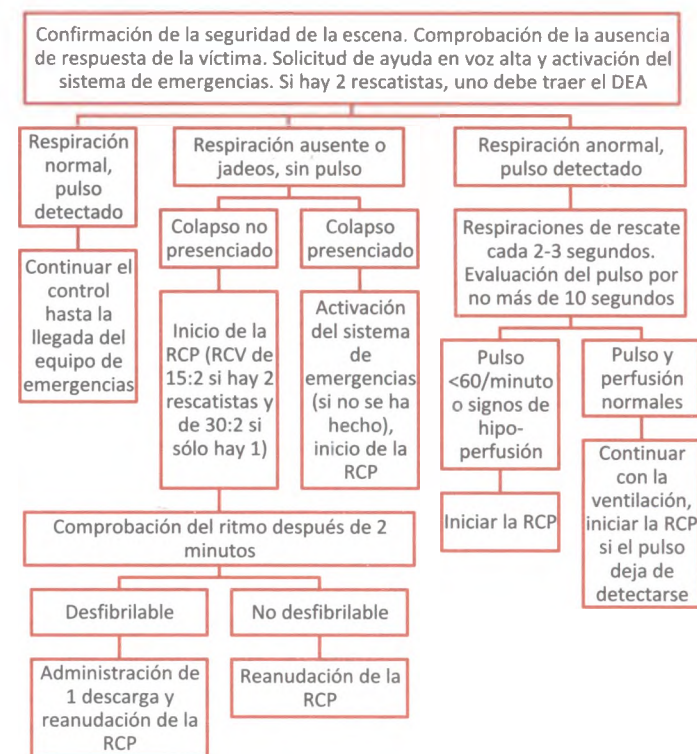 Confirmación de la seguridad de la escena. Comprobación de la ausencia
de respuesta de la víctima. Solicitud de ayuda en voz alta y activación del
sistema de emergencias. Si hay 2 rescatistas, uno debe traer el DEA
Respiración
normal,
pulso
detectado
Continuar el
control
hasta la
llegada del
equipo de
emergencias
Respiración ausente o
jadeos, sin pulso
Colapso no
presenciado
Inicio de la
RCP (RCV de
15:2 si hay 2
rescatistas y
de 30:2 si
sólo hay 1)
Colapso
presenciado
Activación
del sistema
de
emergencias
(si no se ha
hecho),
inicio de la
RCP
Comprobación del ritmo después de 2
minutos
Desfibrilable
Administración de
1 descarga y
reanudación de la
RCP
No desfibrilable
Reanudación de la
RCP
Respiración anormal,
pulso detectado
Respiraciones de rescate
cada 2-3 segundos.
Evaluación del pulso por
no más de 10 segundos
Pulso
<60/minuto
o signos de
hipo-
perfusión
Iniciar la RCP
Pulso y
perfusión
normales
Continuar
con la
ventilación,
iniciar la RCP
si el pulso
deja de
detectarse